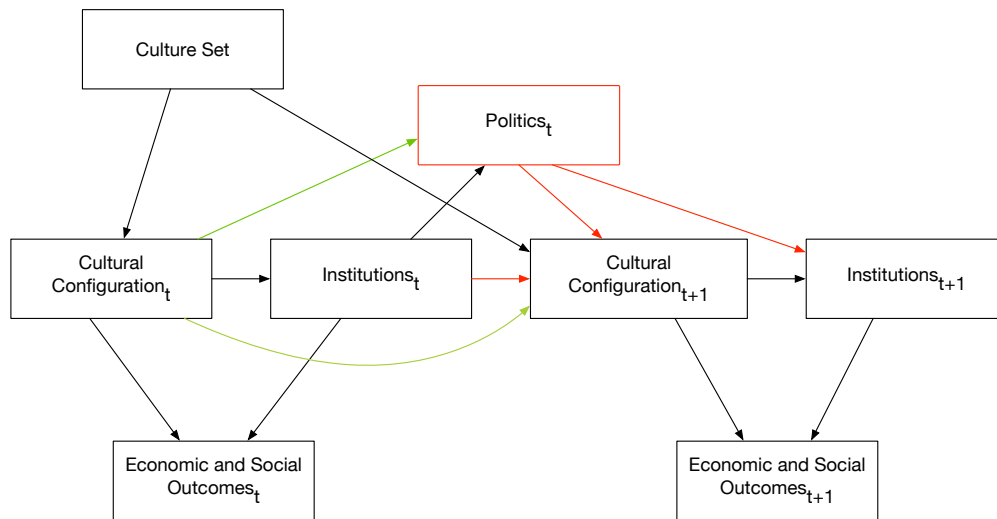 Culture Set
Politics_t
Cultural
Configuration_t
Institutions_t
Cultural
Configuration_t+1
Institutions_t+1
Economic and Social
Outcomes_t
Economic and Social
Outcomes_t+1